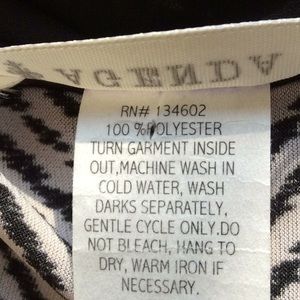 AGENDA
RN# 134602
100 %POLYESTER
TURN GARMENT INSIDE
OUT,MACHINE WASH IN
COLD WATER, WASH
DARKS SEPARATELY,
GENTLE CYCLE ONLY.DO
NOT BLEACH, HANG TO
DRY, WARM IRON IF
NECESSARY.